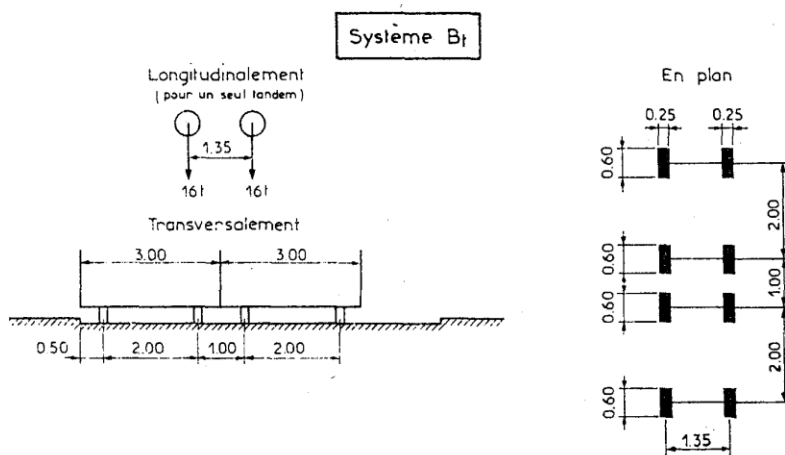 Système Bt
Longitudinalement
(pour un seul tandem)
1.35
16t 16t
Transversalement
3.00 3.00
0.50 2.00 1.00 2.00
En plan
0.25 0.25
0.60
2.00
0.60
1.00
0.60
2.00
0.60
1.35